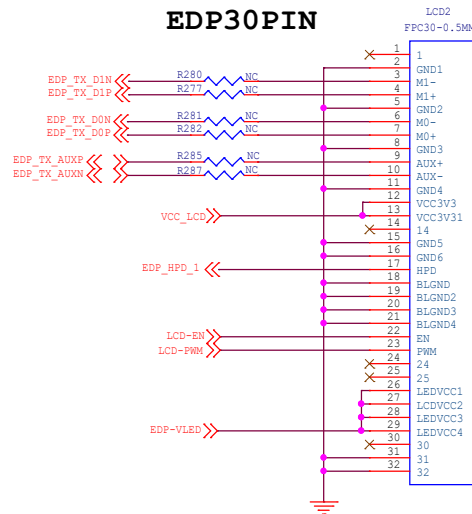 EDP30PIN
LCD2
FPC30-0.5MM
1 1
2 GND1
EDP_TX_D1N R280 NC 3 M1-
EDP_TX_D1P R277 NC 4 M1+
5 GND2
EDP_TX_D0N R281 NC 6 M0-
EDP_TX_D0P R282 NC 7 M0+
8 GND3
EDP_TX_AUXP R285 NC 9 AUX+
EDP_TX_AUXN R287 NC 10 AUX-
11 GND4
12 VCC3V3
VCC_LCD 13 VCC3V31
14 14
15 GND5
16 GND6
EDP_HPD_1 17 HPD
18 BLGND
19 BLGND2
20 BLGND3
21 BLGND4
LCD-EN 22 EN
LCD-PWM 23 PWM
24 24
25 25
26 LEDVCC1
27 LCDVCC2
28 LEDVCC3
EDP-VLED 29 LEDVCC4
30 30
31 31
32 32